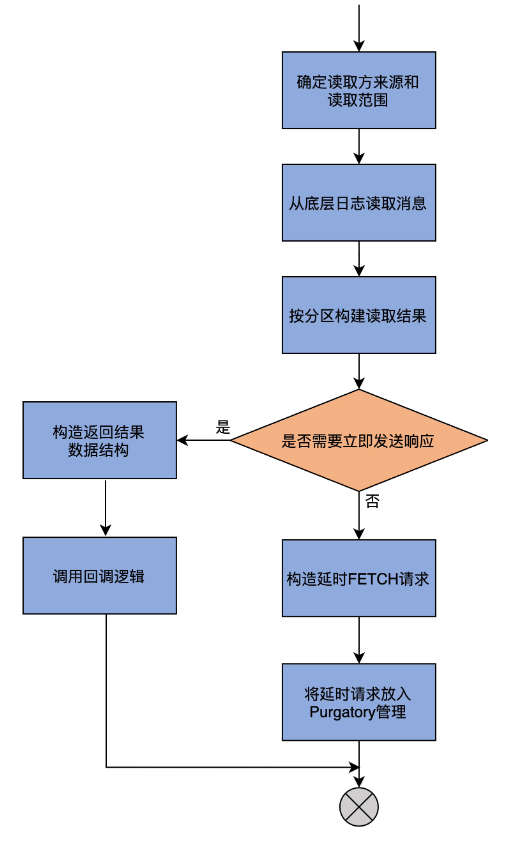 确定读取方来源和
读取范围
从底层日志读取消息
按分区构建读取结果
是否需要立即发送响应
是
构造返回结果
数据结构
调用回调逻辑
否
构造延时FETCH请求
将延时请求放入
Purgatory管理